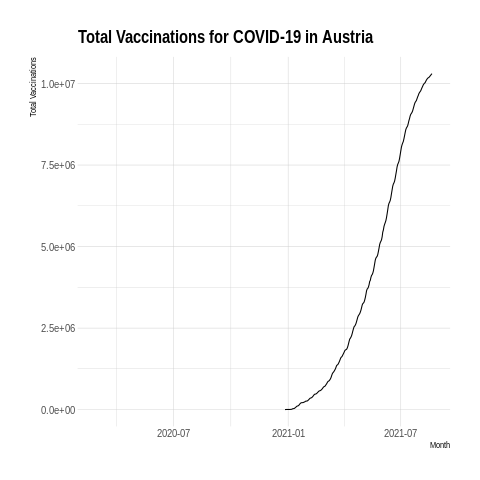 Total Vaccinations for COVID-19 in Austria
Total Vaccinations
1.0e+07
7.5e+06
5.0e+06
2.5e+06
0.0e+00
2020-07
2021-01
2021-07
Month